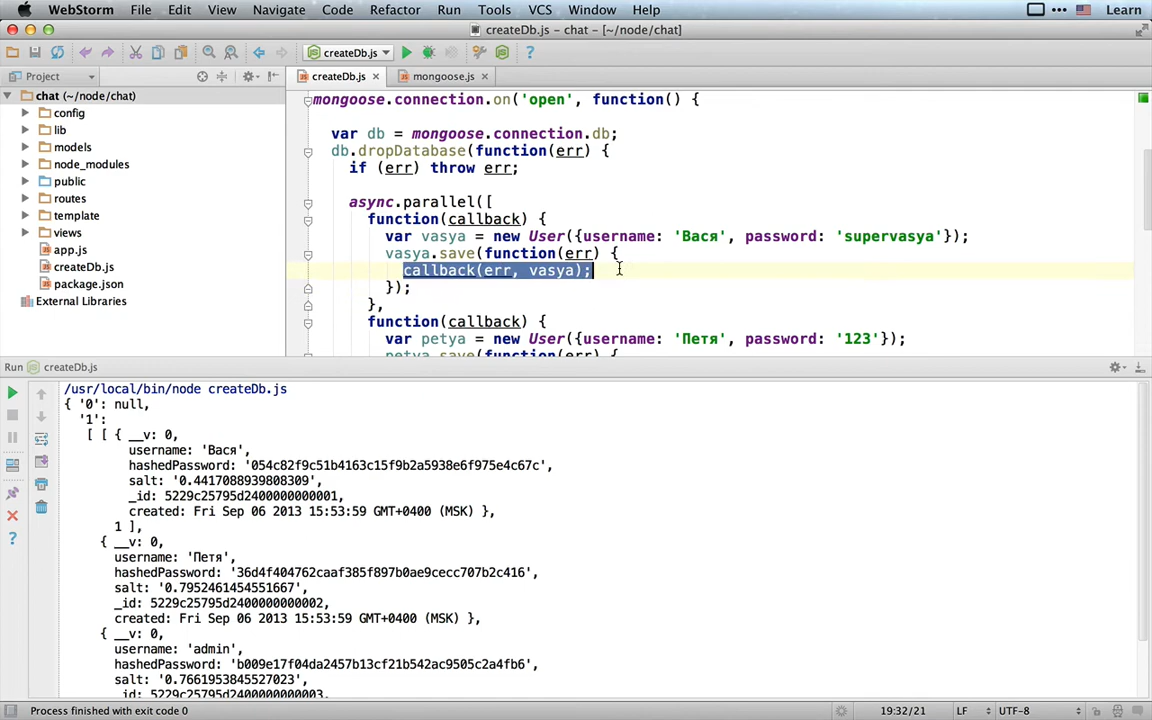 WebStorm File Edit View Navigate Code Refactor Run Tools VCS Window Help Learn
createDb.js - chat - [~/node/chat]
createDb.js
Project createDb.js mongoose.js
chat (~/node/chat)
config
lib
models
node_modules
public
routes
template
views
app.js
createDb.js
package.json
External Libraries
mongoose.connection.on('open', function() {
var db = mongoose.connection.db;
db.dropDatabase(function(err) {
if (err) throw err;
async.parallel([
function(callback) {
var vasya = new User({username: 'Вася', password: 'supervasya'});
vasya.save(function(err) {
callback(err, vasya);
});
},
function(callback) {
var petya = new User({username: 'Петя', password: '123'});
petya.save(function(err) {
Run createDb.js
/usr/local/bin/node createDb.js
{ '0': null,
'1':
[ [ { __v: 0,
username: 'Вася',
hashedPassword: '054c82f9c51b4163c15f9b2a5938e6f975e4c67c',
salt: '0.4417088939808309',
_id: 5229c25795d2400000000001,
created: Fri Sep 06 2013 15:53:59 GMT+0400 (MSK) },
1 ],
{ __v: 0,
username: 'Петя',
hashedPassword: '36d4f404762caaf385f897b0ae9cecc707b2c416',
salt: '0.7952461454551667',
_id: 5229c25795d2400000000002,
created: Fri Sep 06 2013 15:53:59 GMT+0400 (MSK) },
{ __v: 0,
username: 'admin',
hashedPassword: 'b009e17f04da2457b13cf21b542ac9505c2a4fb6',
salt: '0.7661953845527023',
_id: 5229c25795d2400000000003,
Process finished with exit code 0 19:32/21 LF UTF-8